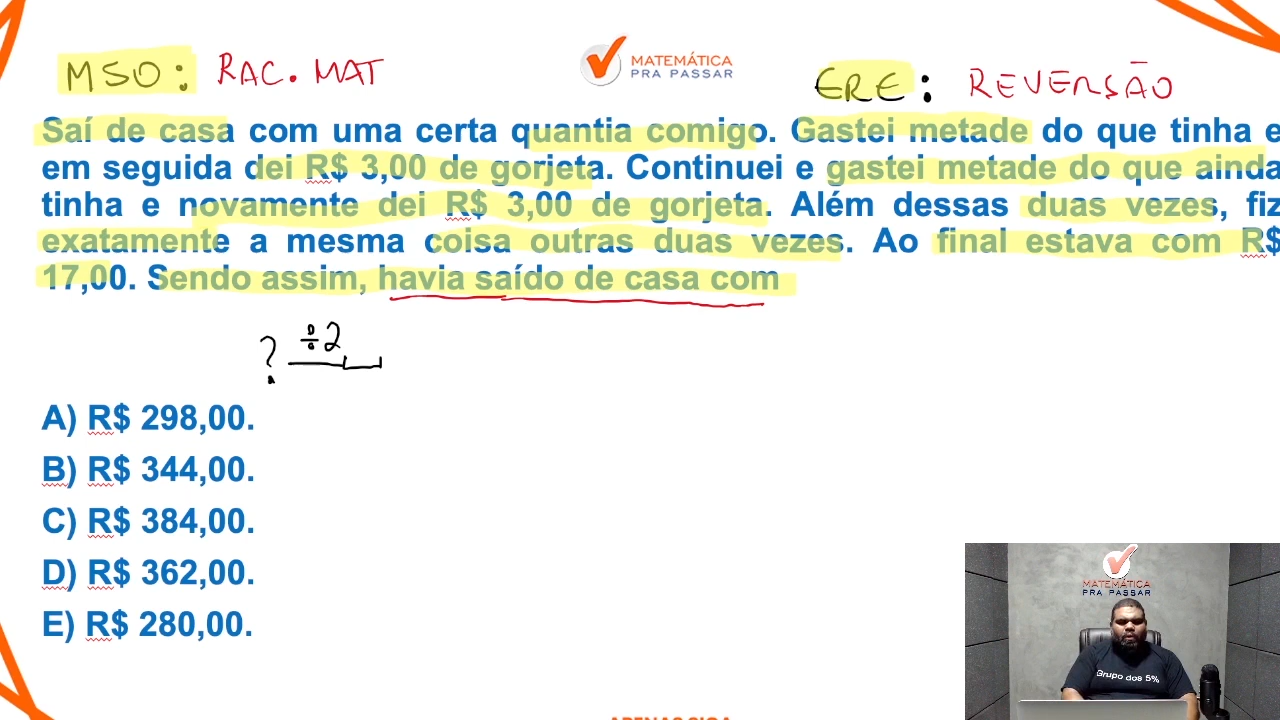 MSO: RAC. MAT
MATEMÁTICA
PRA PASSAR
ERE: REVERSÃO
Saí de casa com uma certa quantia comigo. Gastei metade do que tinha e
em seguida dei R$ 3,00 de gorjeta. Continuei e gastei metade do que ainda
tinha e novamente dei R$ 3,00 de gorjeta. Além dessas duas vezes, fiz
exatamente a mesma coisa outras duas vezes. Ao final estava com R$
17,00. Sendo assim, havia saído de casa com
? ÷2
A) R$ 298,00.
B) R$ 344,00.
C) R$ 384,00.
D) R$ 362,00.
E) R$ 280,00.
MATEMÁTICA
PRA PASSAR
Grupo dos 5%